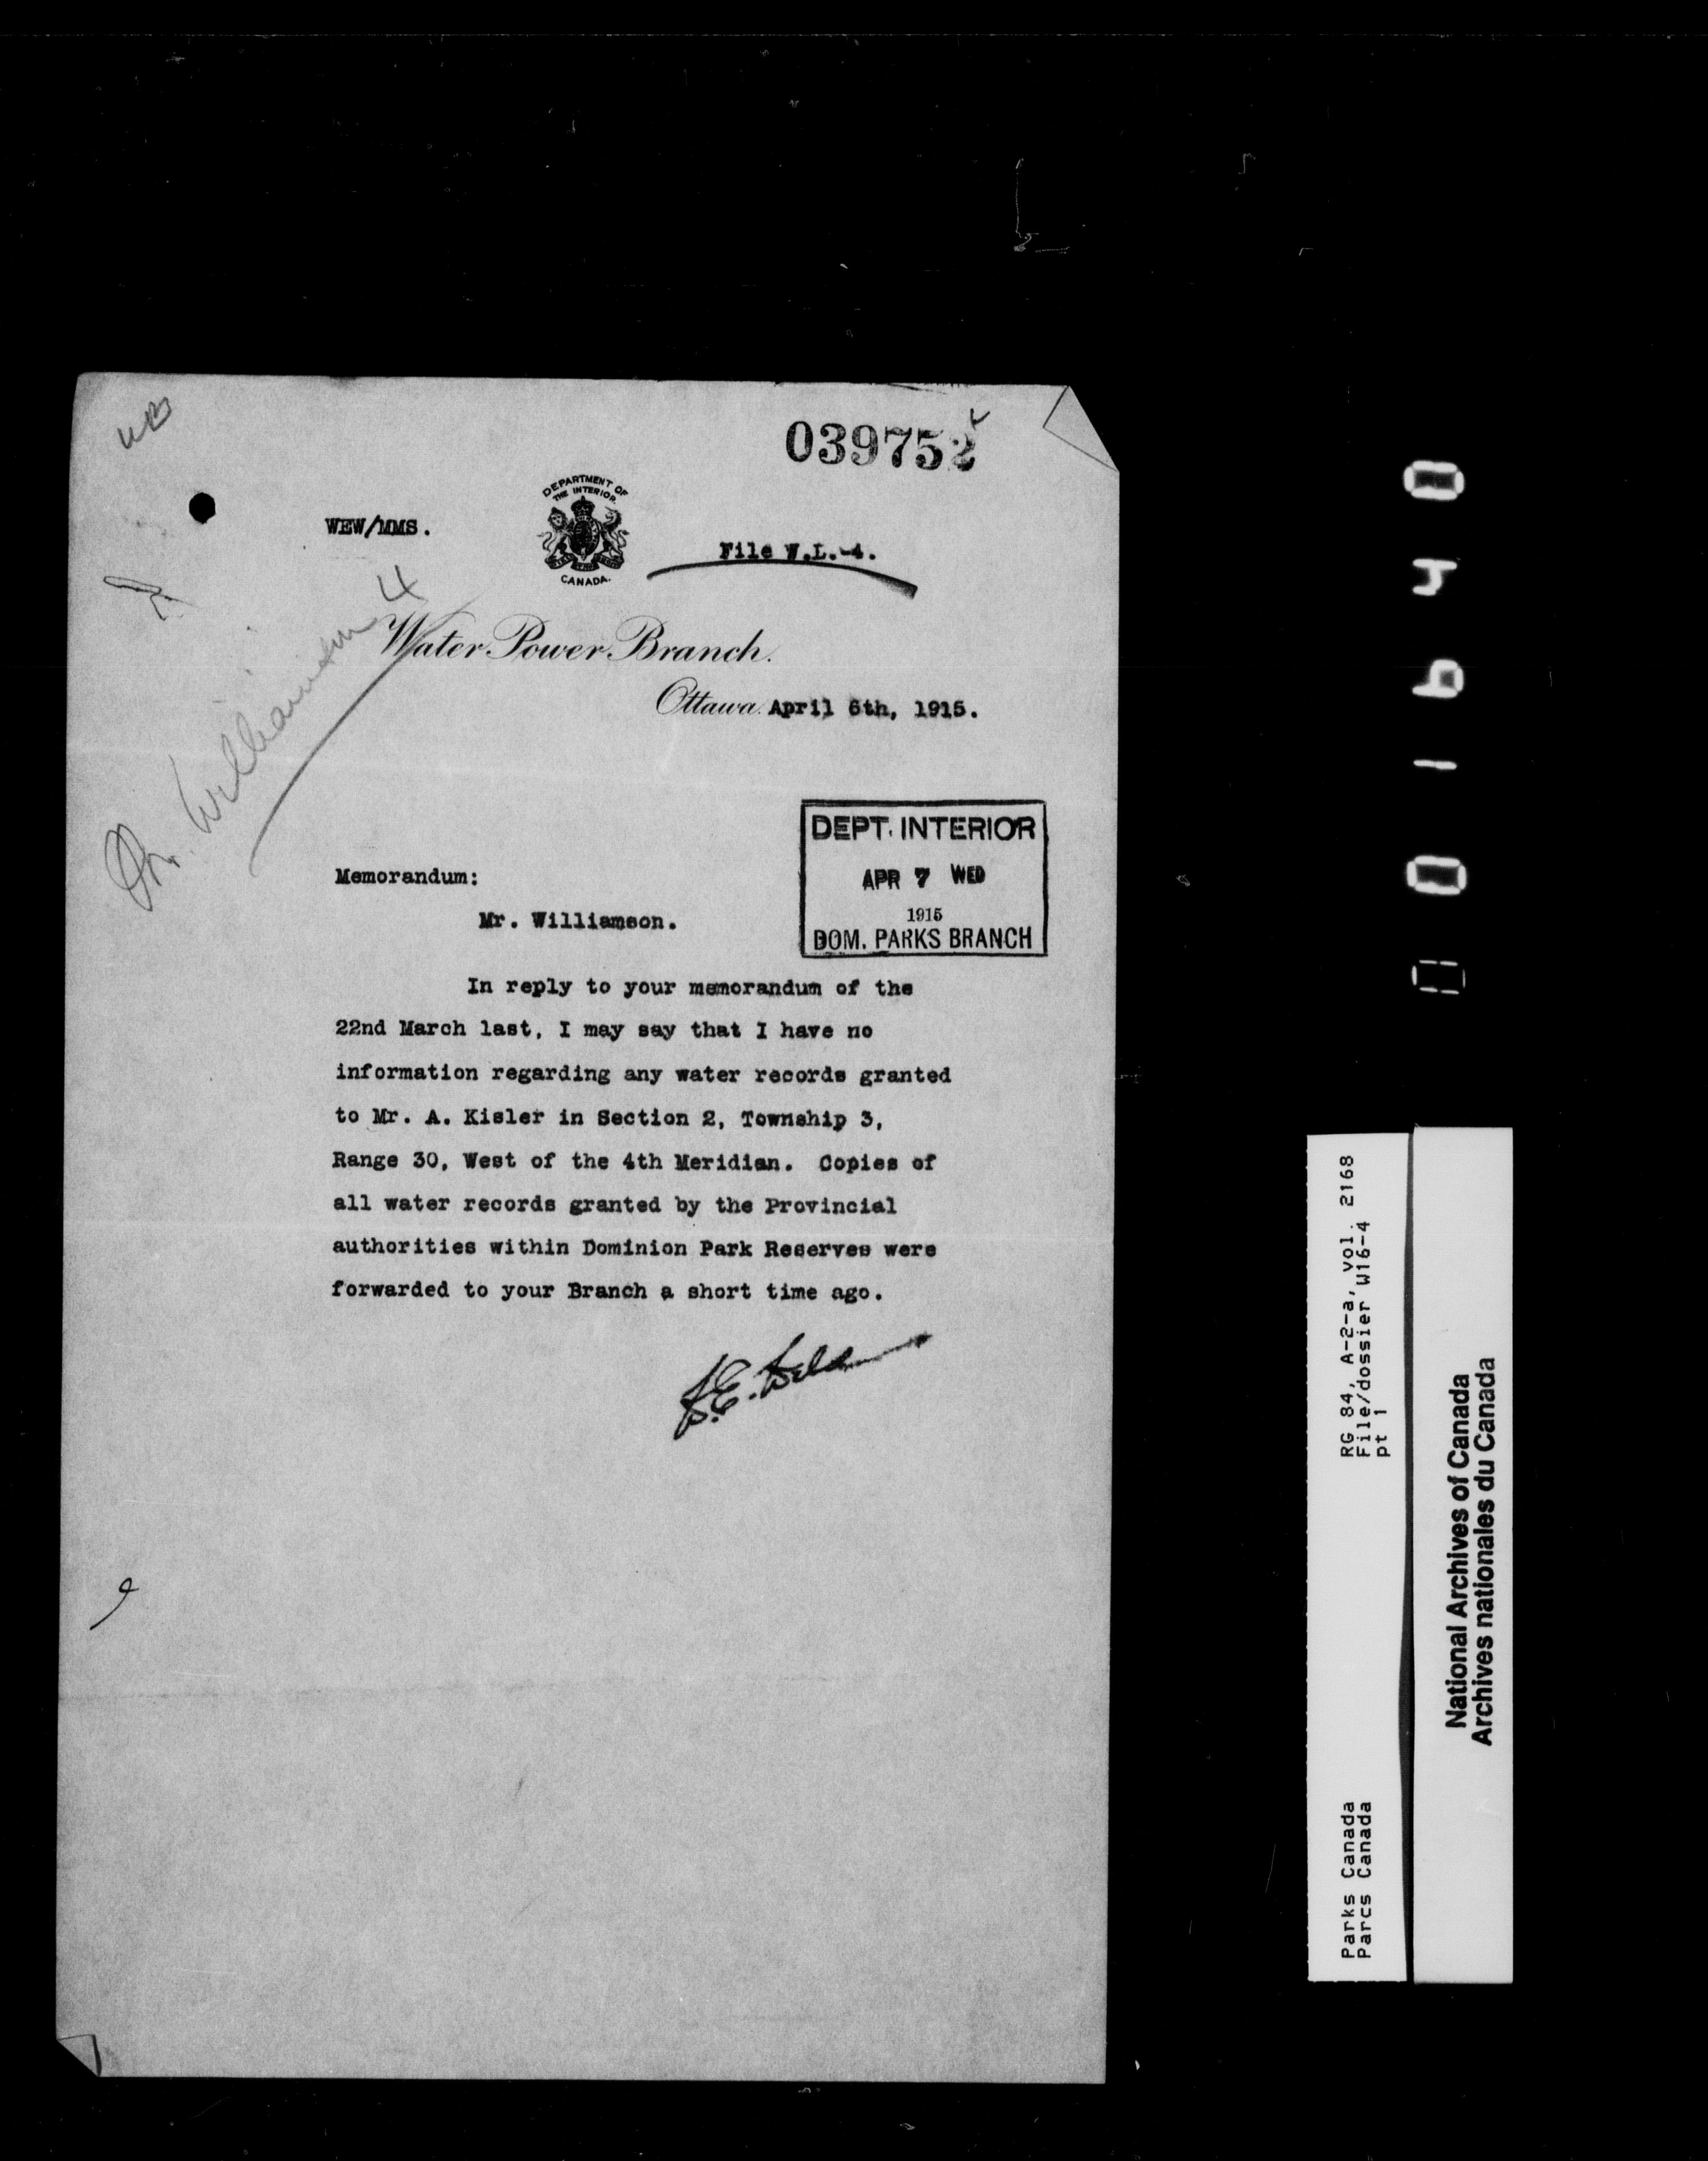 039752
WEW/MMS.
DEPARTMENT OF
THE INTERIOR.
CANADA.
File W.L.-4.
4
Water Power Branch.
Ottawa. April 6th, 1915.
Mr. Williamson
DEPT. INTERIOR
APR 7 WED
1915
DOM. PARKS BRANCH
Memorandum:
Mr. Williamson.
In reply to your memorandum of the
22nd March last, I may say that I have no
information regarding any water records granted
to Mr. A. Kisler in Section 2, Township 3,
Range 30, West of the 4th Meridian. Copies of
all water records granted by the Provincial
authorities within Dominion Park Reserves were
forwarded to your Branch a short time ago.
RG 84, A-2-a, vol. 2168
File/dossier W16-4
pt 1
Parks Canada
Parcs Canada
National Archives of Canada
Archives nationales du Canada